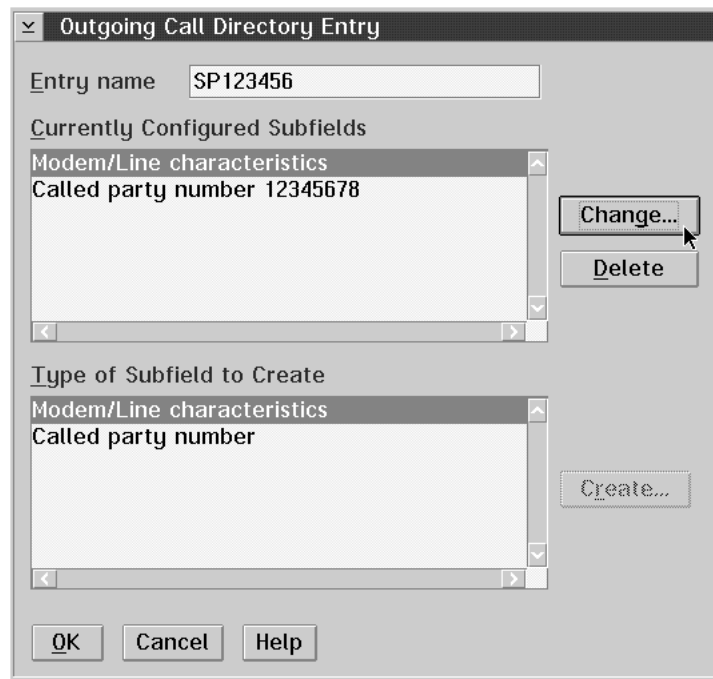 Outgoing Call Directory Entry
Entry name SP123456
Currently Configured Subfields
Modem/Line characteristics
Called party number 12345678
Change...
Delete
Type of Subfield to Create
Modem/Line characteristics
Called party number
Create...
OK Cancel Help